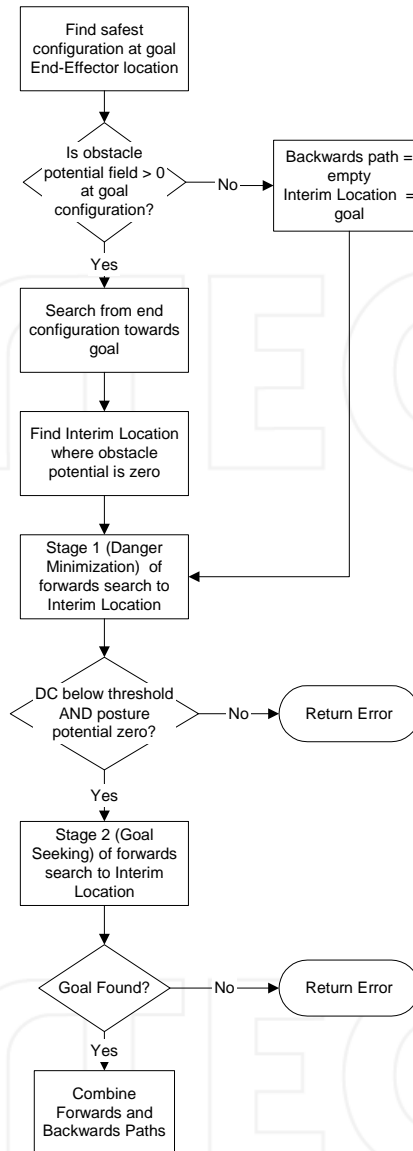 Find safest
configuration at goal
End-Effector location
Is obstacle
potential field > 0
at goal
configuration?
No
Backwards path =
empty
Interim Location =
goal
Yes
Search from end
configuration towards
goal
Find Interim Location
where obstacle
potential is zero
Stage 1 (Danger
Minimization) of
forwards search to
Interim Location
DC below threshold
AND posture
potential zero?
No
Return Error
Yes
Stage 2 (Goal
Seeking) of forwards
search to Interim
Location
Goal Found?
No
Return Error
Yes
Combine
Forwards and
Backwards Paths